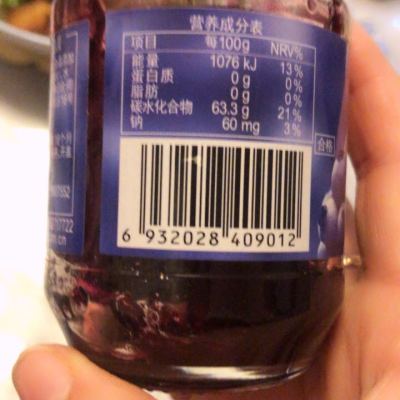 营养成分表
项目 每100g NRV%
能量 1076 kJ 13%
蛋白质 0 g 0%
脂肪 0 g 0%
碳水化合物 63.3 g 21%
钠 60 mg 3%
合格
6 932028 409012